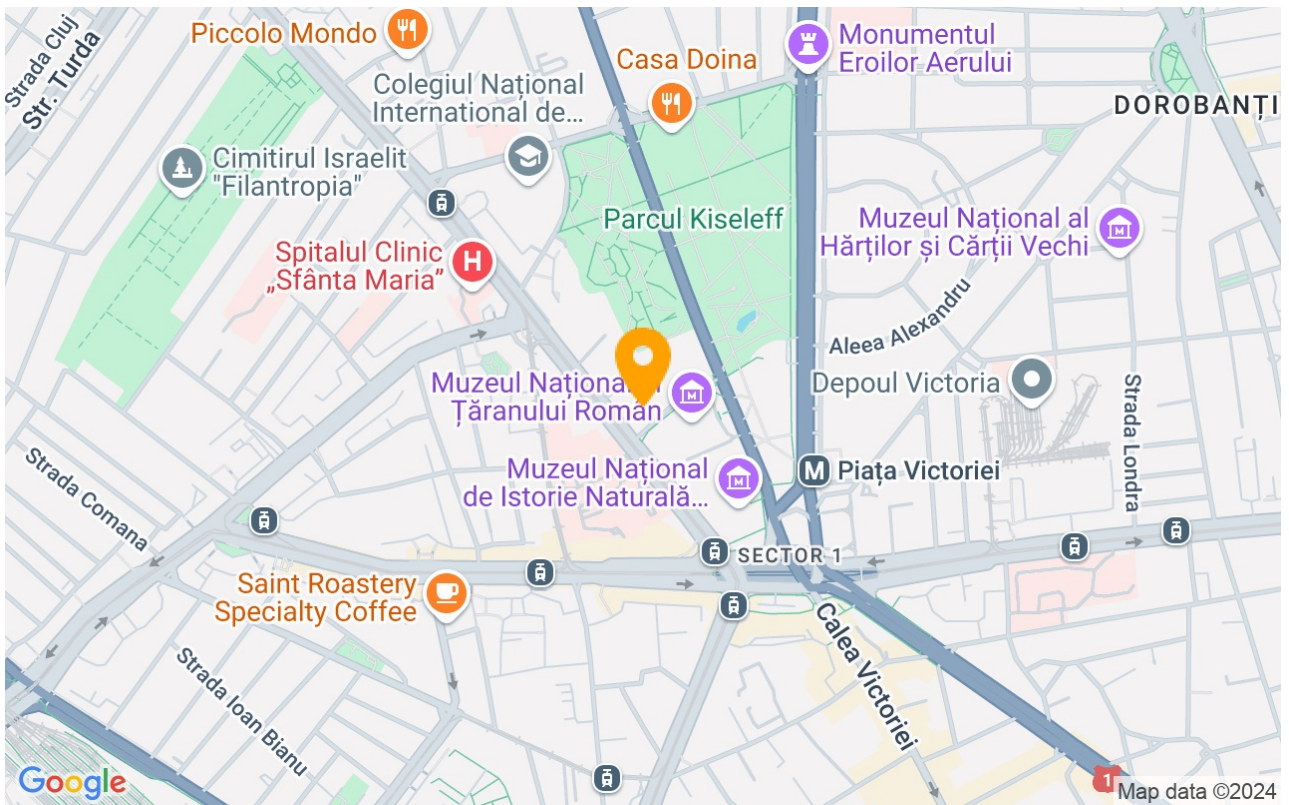 Piccolo Mondo
Strada Cluj
Str. Turda
Colegiul Național
International de...
Casa Doina
Monumentul
Eroilor Aerului
DOROBANȚI
Cimitirul Israelit
"Filantropia"
Parcul Kiseleff
Muzeul Național al
Hărților și Cărții Vechi
Spitalul Clinic
„Sfânta Maria”
H
Aleea Alexandru
Muzeul Național
Țăranului Român
M
Depoul Victoria
Strada Londra
Strada Comana
Muzeul Național
de Istorie Naturală...
M
M Piața Victoriei
SECTOR 1
Saint Roastery
Specialty Coffee
Calea Victoriei
Strada Ioan Bianu
Google
1
Map data ©2024